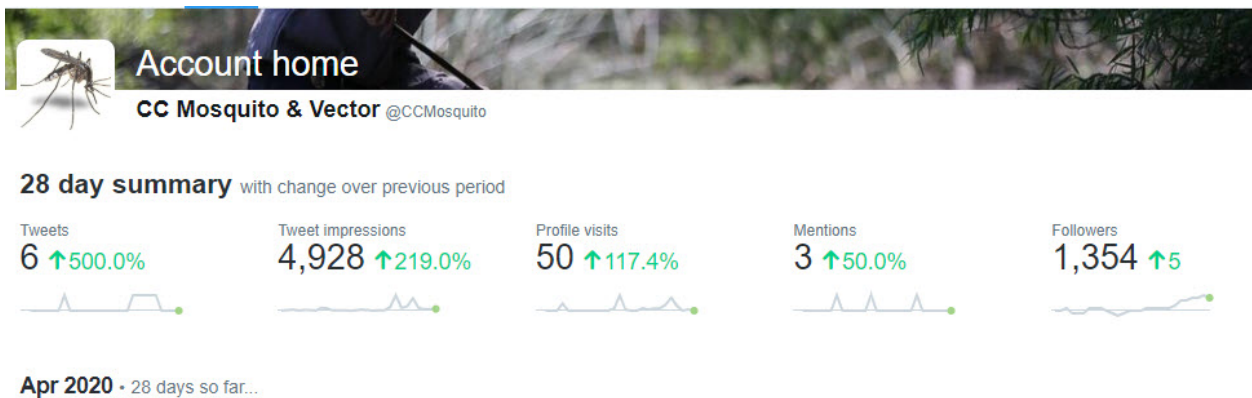 Account home
CC Mosquito & Vector @CCMosquito
28 day summary with change over previous period
Tweets
6 ↑500.0%
Tweet impressions
4,928 ↑219.0%
Profile visits
50 ↑117.4%
Mentions
3 ↑50.0%
Followers
1,354 ↑5
Apr 2020 • 28 days so far...